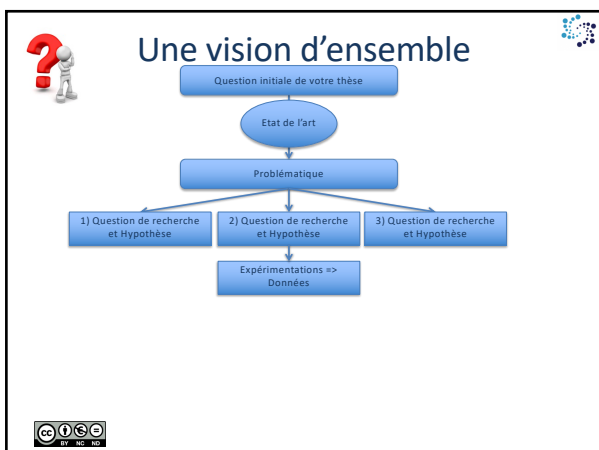 Une vision d’ensemble
Question initiale de votre thèse
Etat de l’art
Problématique
1) Question de recherche
et Hypothèse
2) Question de recherche
et Hypothèse
3) Question de recherche
et Hypothèse
Expérimentations =>
Données
cc
BY NC ND